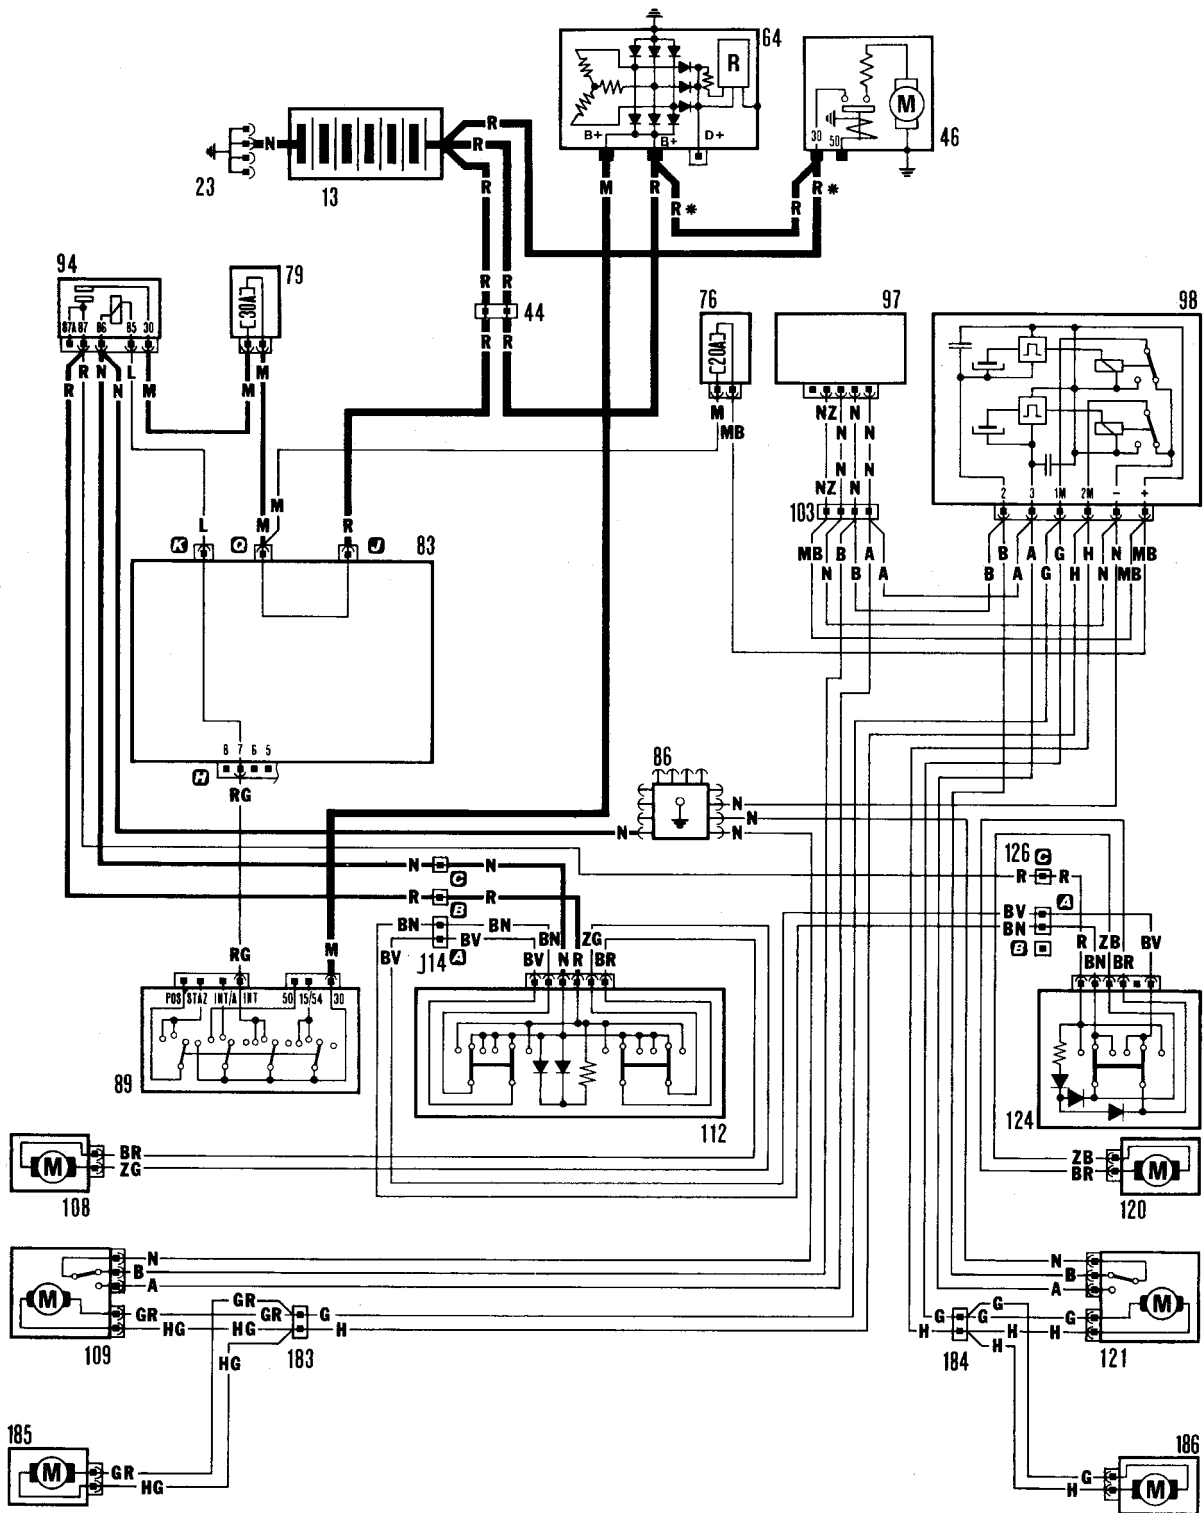 64
R
B+ B+ D+
M
30 50
46
R
R
N
23
13
R
R
R
M
R
R *
R
R *
94
87A 87 86 85 30
79
30A
R
R
44
R
R
76
20A
97
98
2 3 1M 2M - +
R
R N N L M
M M
M
MB
NZ N N N
N N
NZ N
103
MB N B B A A
B A G H N MB
B A G H N MB
L
M
M
R
K Q J
83
8 7 6 5
H
RG
86
N
N
N
N
N N
C
R R
B
BN BN
BV BV
114 A
BN
BV
N R
ZG
BR
126 C
R R
A
BV
BN
B
R BN ZB BR BV
RG
M
POS STAZ INT/A INT 50 15/54 30
89
112
124
M
BR
ZG
108
ZB
BR
M
120
M
N
B
A
GR
HG
109
GR
GR
HG
HG
G
H
183
N
B
A
G G G
H H H
H
184
M
121
185
M
GR
HG
186
G
H
M